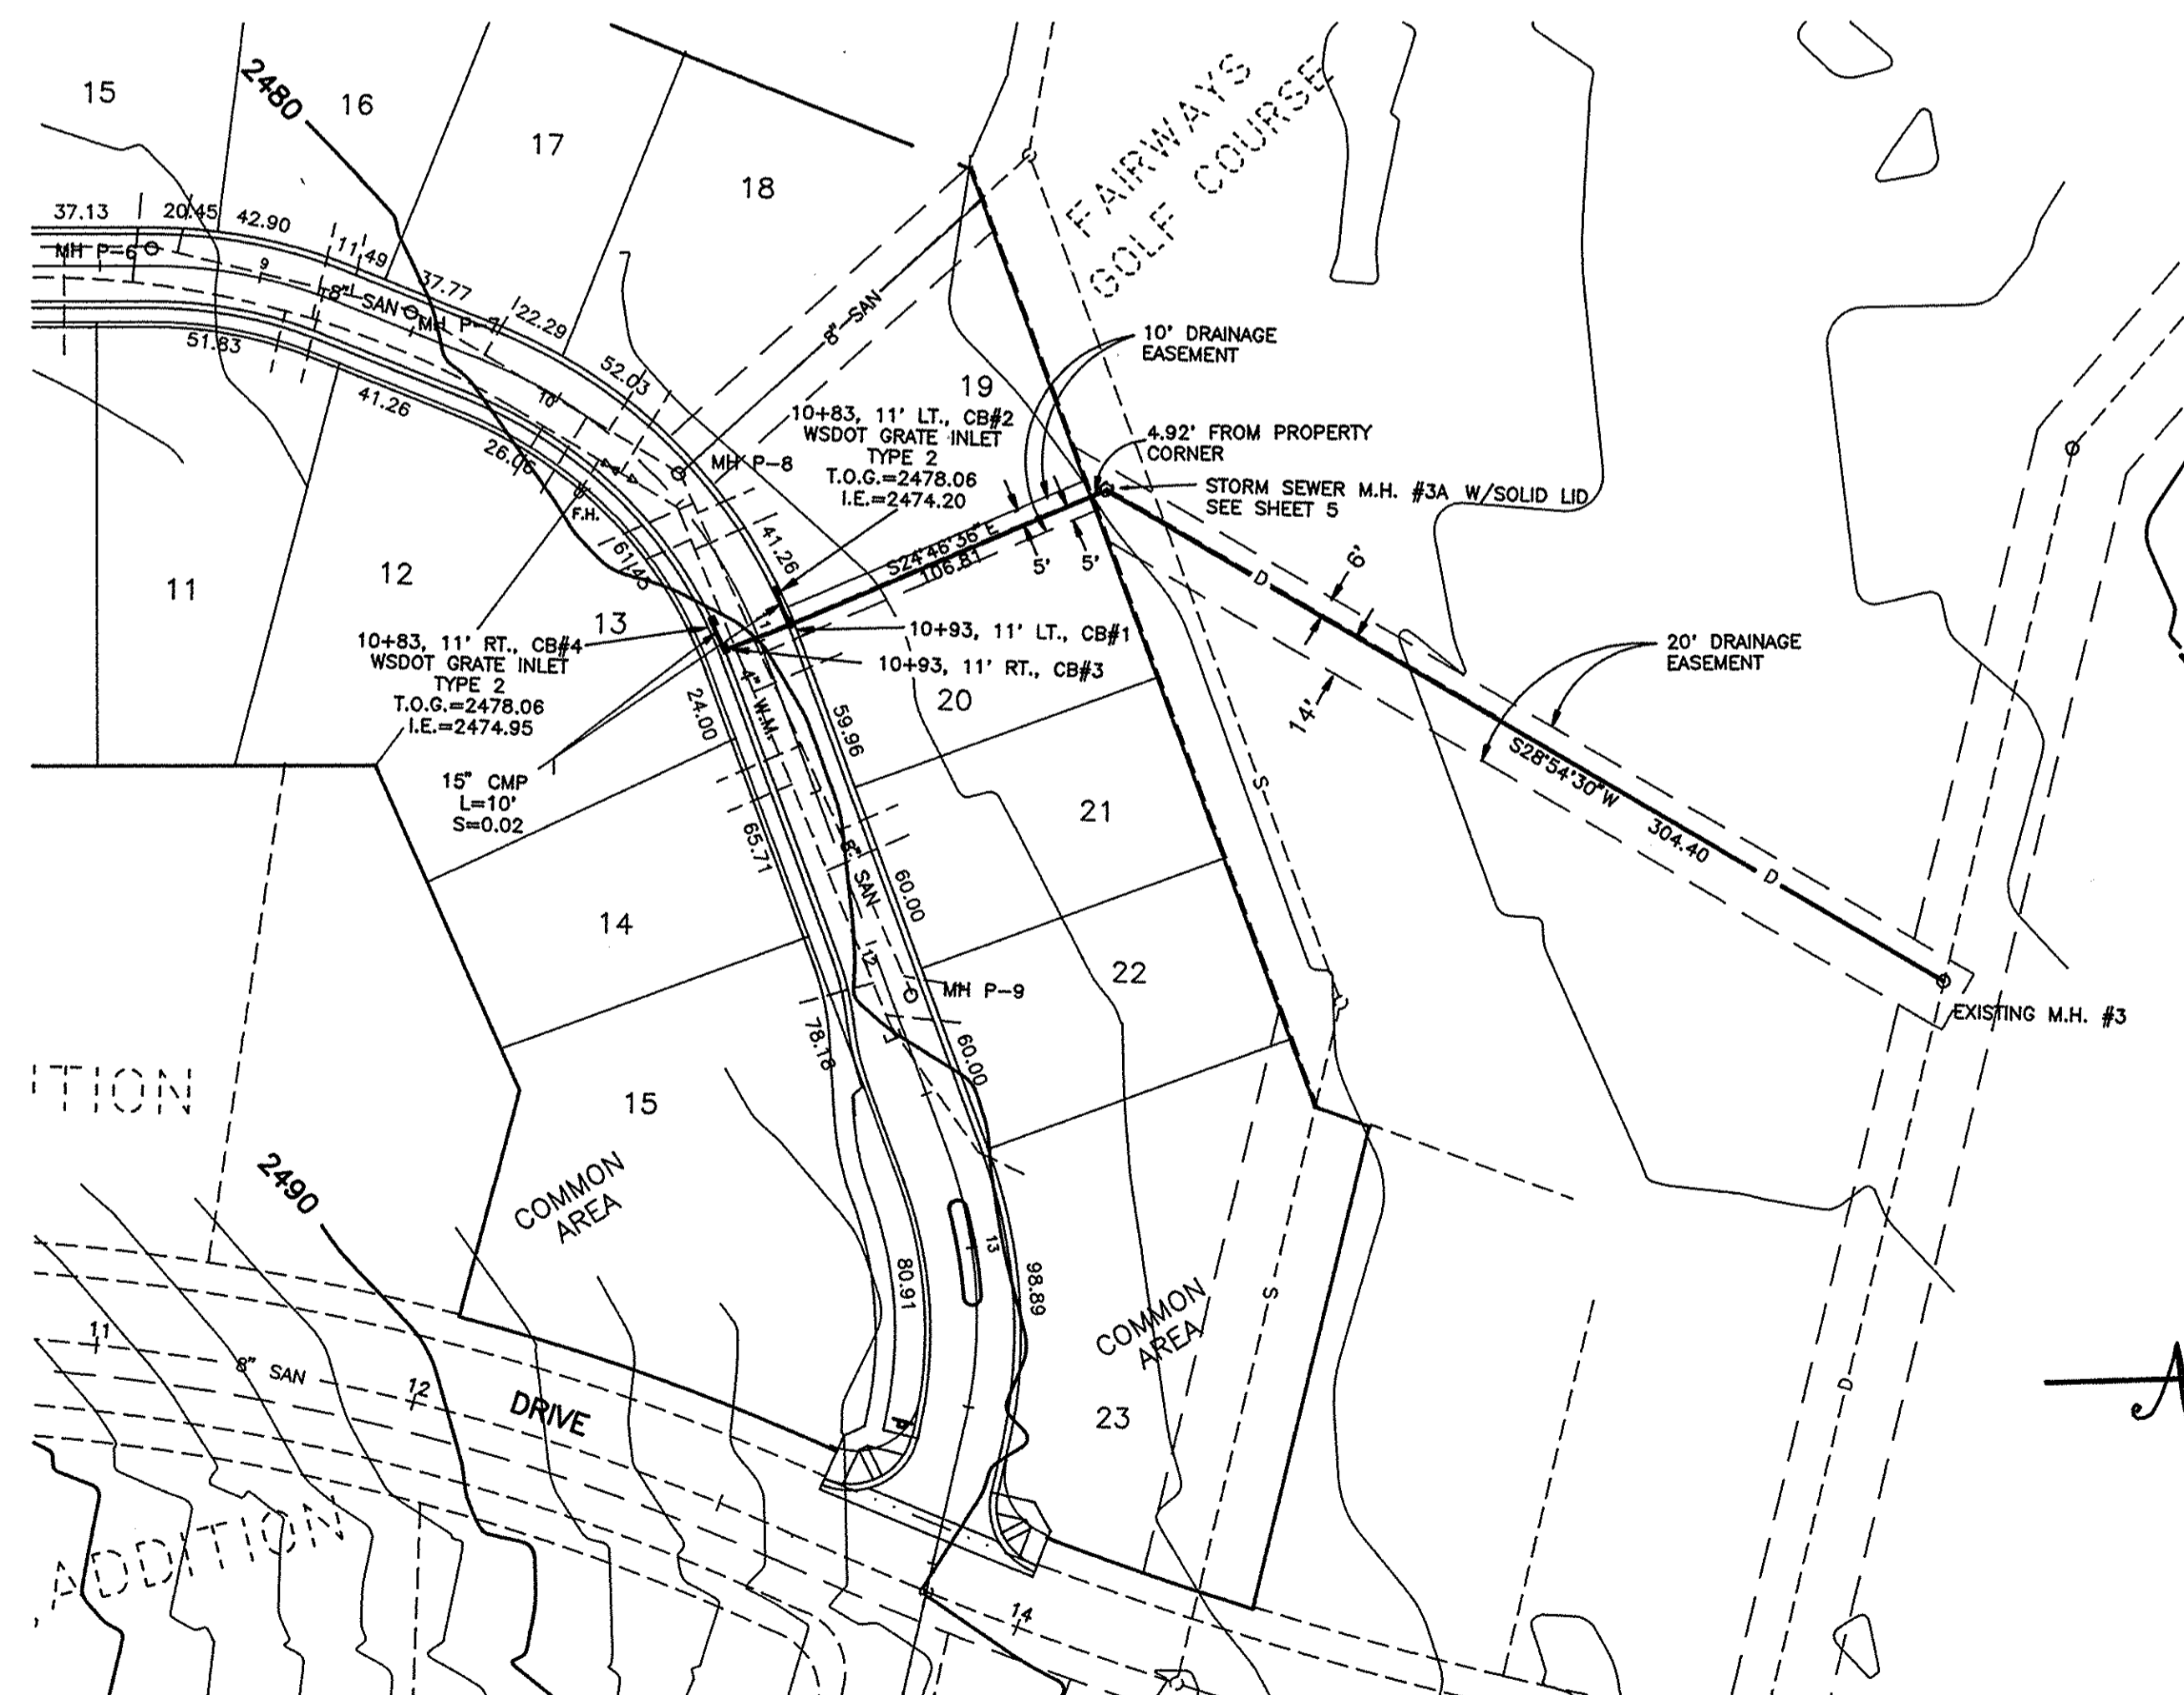 15
2480
16
17
18
FAIRWAYS
GOLF COURSE
37.13
20.45
42.90
11.49
37.77
22.29
52.03
MH P-6
9
8" SAN
MH P-7
51.83
41.26
26.06
10
8" SAN
19
10' DRAINAGE
EASEMENT
10+83, 11' LT., CB#2
WSDOT GRATE INLET
TYPE 2
T.O.G.=2478.06
I.E.=2474.20
4.92' FROM PROPERTY
CORNER
MH P-8
STORM SEWER M.H. #3A W/SOLID LID
SEE SHEET 5
F.H.
61.45
41.26
S24°46'36"E
106.81
5'
5'
D
6'
11
12
13
10+83, 11' RT., CB#4
WSDOT GRATE INLET
TYPE 2
T.O.G.=2478.06
I.E.=2474.95
11
10+93, 11' LT., CB#1
10+93, 11' RT., CB#3
20' DRAINAGE
EASEMENT
14'
4" W.M.
24.00
59.96
20
15" CMP
L=10'
S=0.02
S
S28°54'30"W
304.40
D
21
65.71
8" SAN
60.00
14
12
22
MH P-9
EXISTING M.H. #3
78.18
60.00
ITION
15
2490
COMMON
AREA
13
80.91
98.89
COMMON
AREA
S
11
8" SAN
12
DRIVE
23
D
N
ADDITION
14